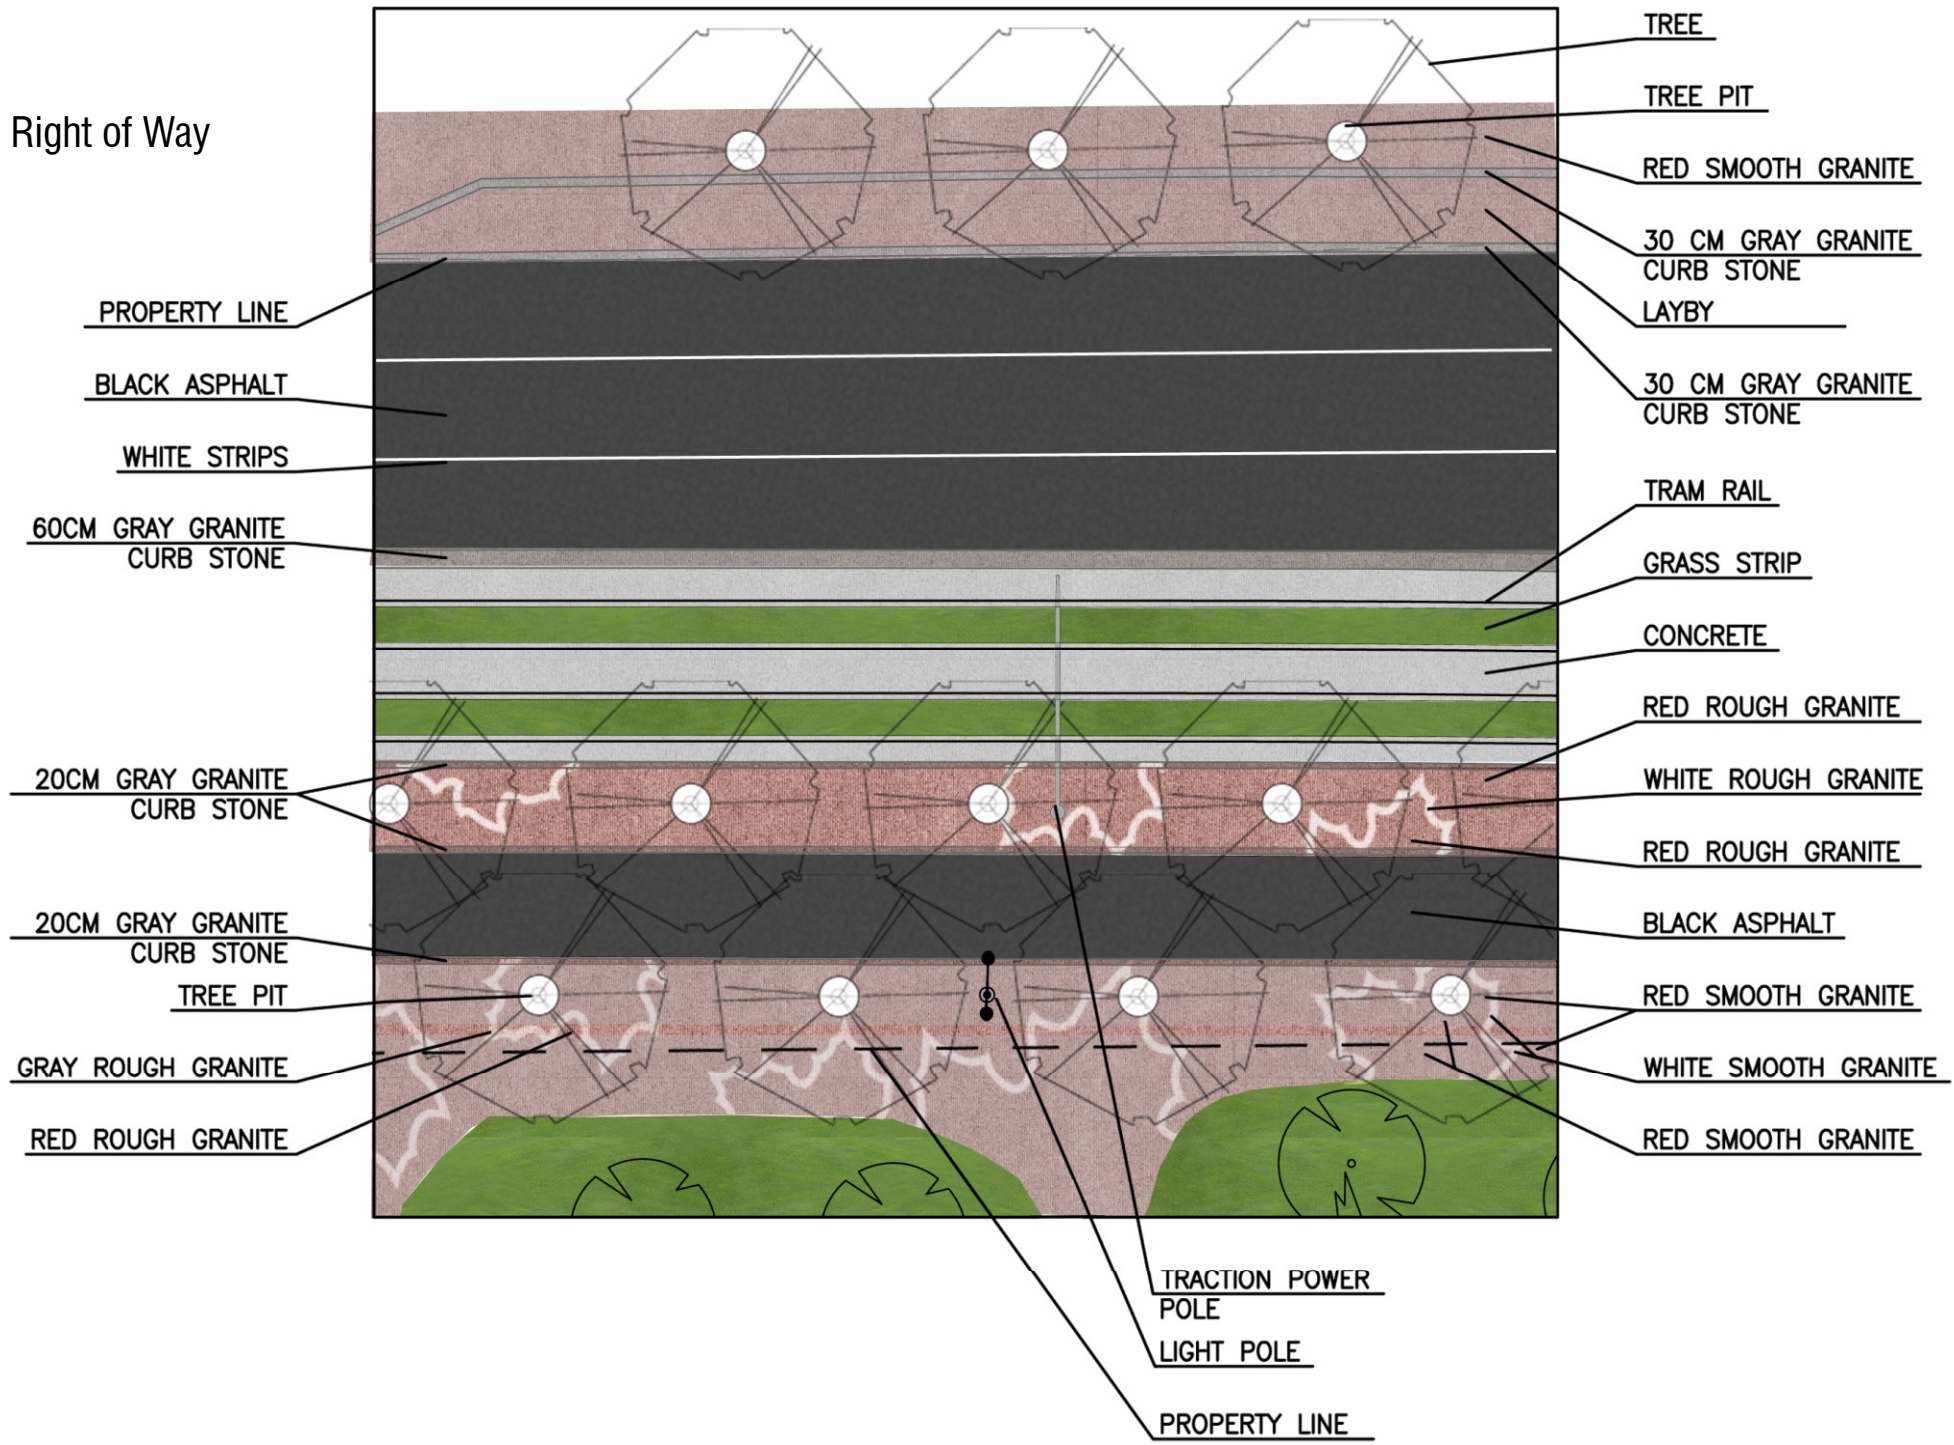 Right of Way
PROPERTY LINE
BLACK ASPHALT
WHITE STRIPS
60CM GRAY GRANITE
CURB STONE
20CM GRAY GRANITE
CURB STONE
20CM GRAY GRANITE
CURB STONE
TREE PIT
GRAY ROUGH GRANITE
RED ROUGH GRANITE
TREE
TREE PIT
RED SMOOTH GRANITE
30 CM GRAY GRANITE
CURB STONE
LAYBY
30 CM GRAY GRANITE
CURB STONE
TRAM RAIL
GRASS STRIP
CONCRETE
RED ROUGH GRANITE
WHITE ROUGH GRANITE
RED ROUGH GRANITE
BLACK ASPHALT
RED SMOOTH GRANITE
WHITE SMOOTH GRANITE
RED SMOOTH GRANITE
TRACTION POWER
POLE
LIGHT POLE
PROPERTY LINE